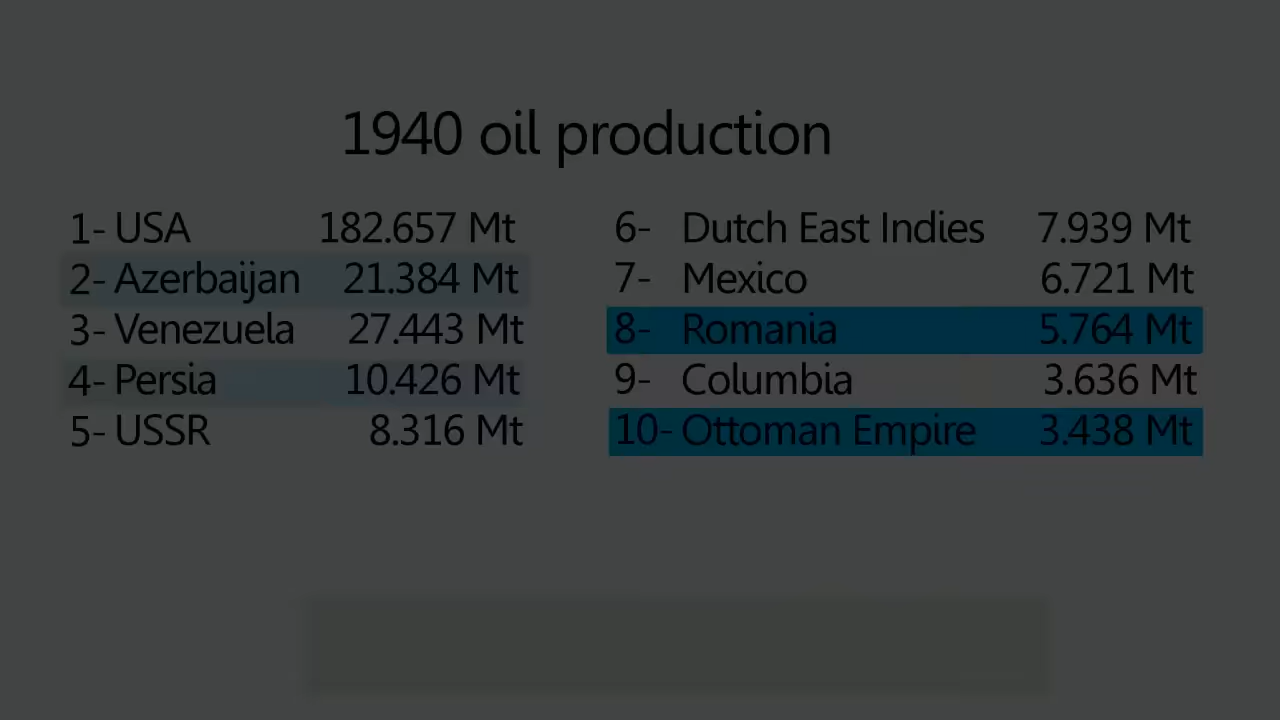 1940 oil production
1- USA 182.657 Mt
2- Azerbaijan 21.384 Mt
3- Venezuela 27.443 Mt
4- Persia 10.426 Mt
5- USSR 8.316 Mt
6- Dutch East Indies 7.939 Mt
7- Mexico 6.721 Mt
8- Romania 5.764 Mt
9- Columbia 3.636 Mt
10- Ottoman Empire 3.438 Mt